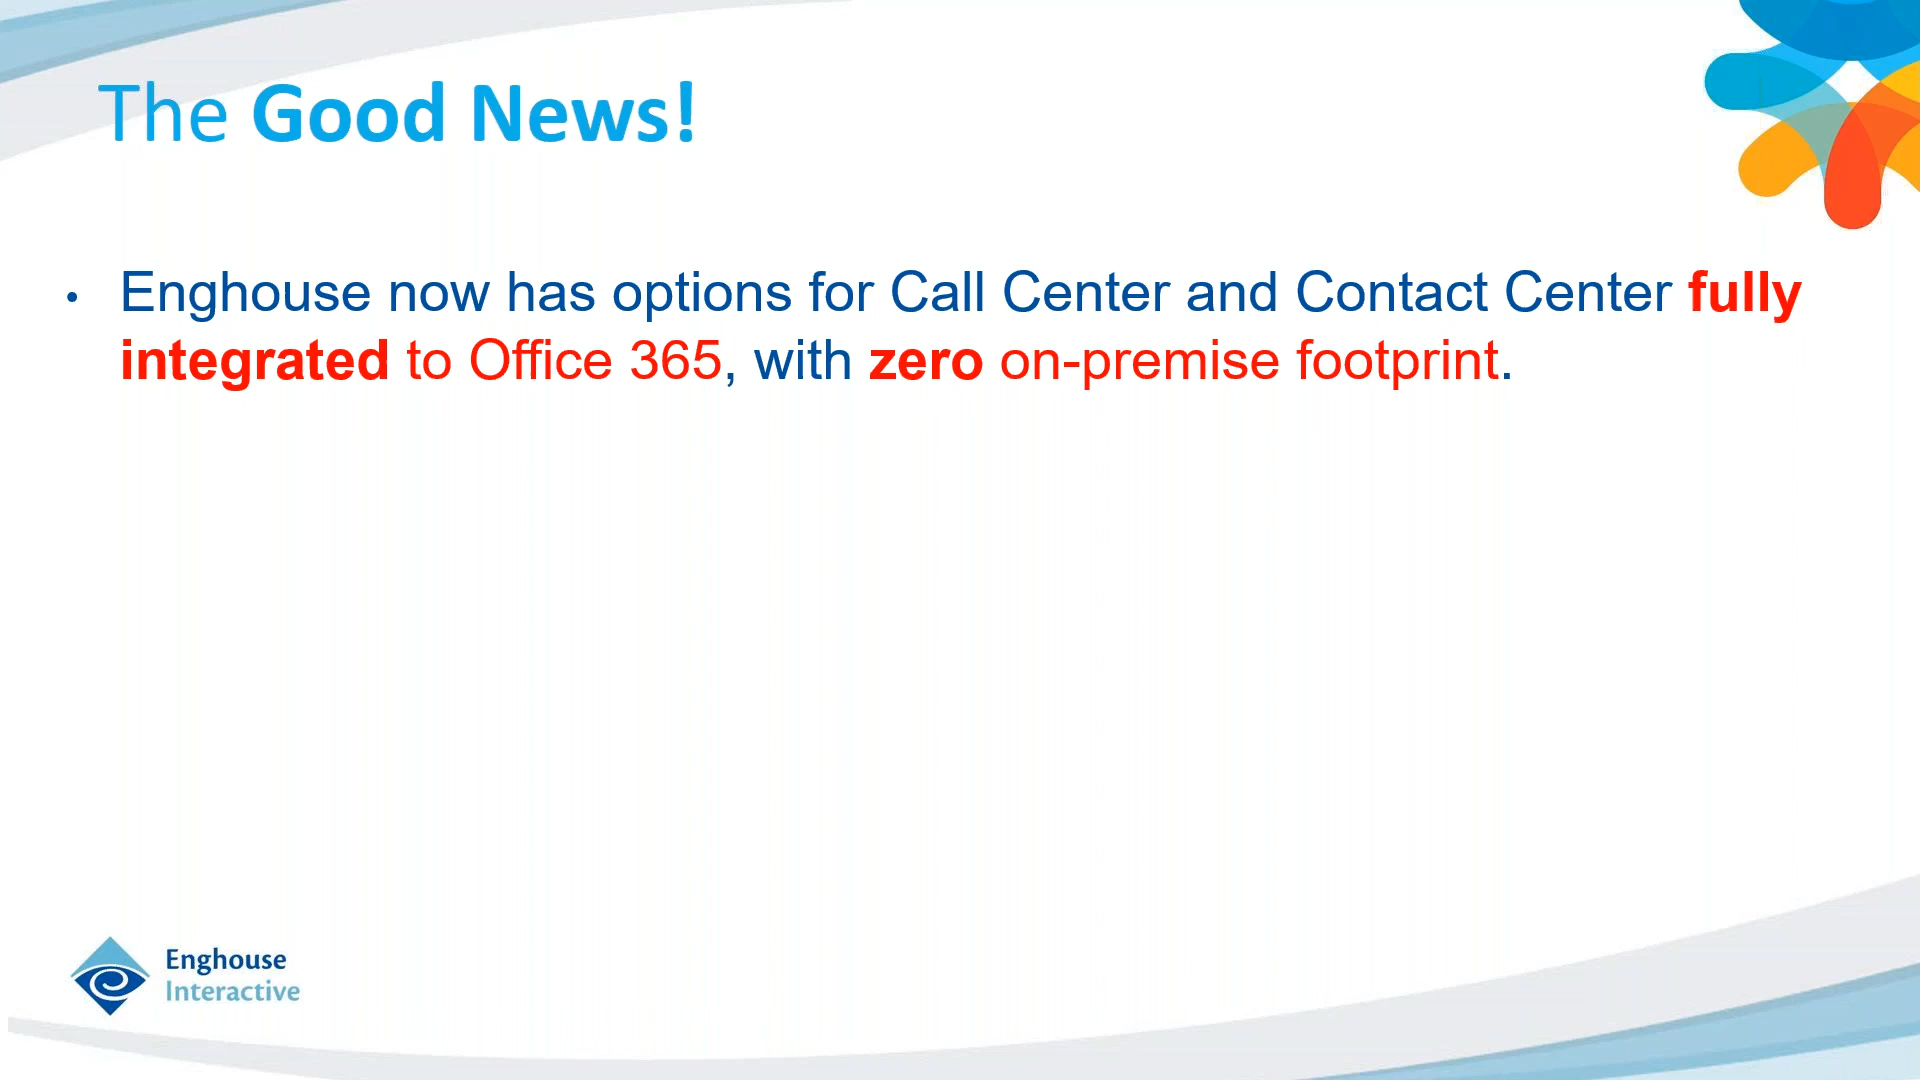 The Good News!
• Enghouse now has options for Call Center and Contact Center fully
integrated to Office 365, with zero on-premise footprint.
Enghouse
Interactive